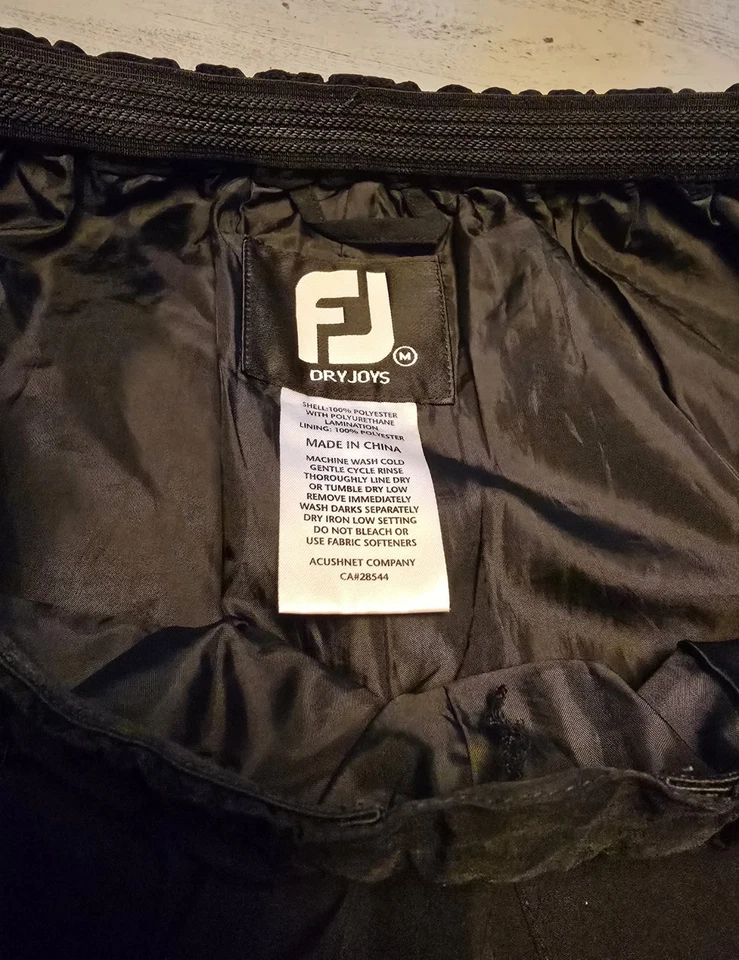 FJ
M
DRYJOYS
SHELL:100% POLYESTER
WITH POLYURETHANE
LAMINATION
LINING: 100% POLYESTER
MADE IN CHINA
MACHINE WASH COLD
GENTLE CYCLE RINSE
THOROUGHLY LINE DRY
OR TUMBLE DRY LOW
REMOVE IMMEDIATELY
WASH DARKS SEPARATELY
DRY IRON LOW SETTING
DO NOT BLEACH OR
USE FABRIC SOFTENERS
ACUSHNET COMPANY
CA#28544